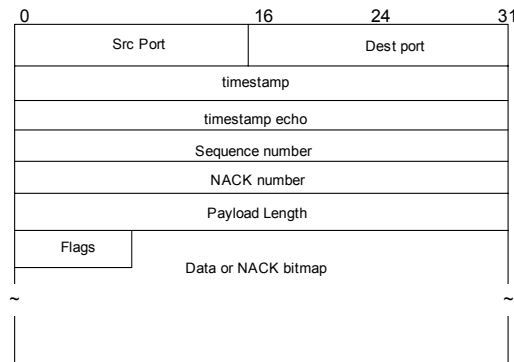 0 16 24 31
Src Port Dest port
timestamp
timestamp echo
Sequence number
NACK number
Payload Length
Flags
Data or NACK bitmap
~ ~